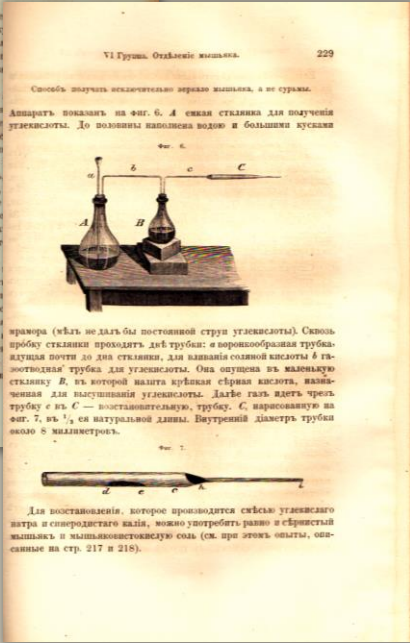 VI Группа. Отдѣленіе мышьяка. 229
Способъ получать исключительно зеркало мышьяка, а не сурьмы.
Аппаратъ показанъ на фиг. 6. A емкая стклянка для полученія
углекислоты. До половины наполнена водою и большими кусками
Фиг. 6.
a b c C
A B
мрамора (мѣлъ не далъ бы постоянной струи углекислоты). Сквозь
пробку стклянки проходятъ двѣ трубки: a воронкообразная трубка,
идущая почти до дна стклянки, для вливанія соляной кислоты b га-
зоотводная трубка для углекислоты. Она опущена въ маленькую
стклянку B, въ которой налита крѣпкая сѣрная кислота, назна-
ченная для высушиванія углекислоты. Далѣе газъ идетъ чрезъ
трубку c въ C — возстановительную, трубку. C, нарисованную на
фиг. 7, въ ⅓ ея натуральной длины. Внутренній діаметръ трубки
около 8 миллиметровъ.
Фиг. 7.
d e c h
Для возстановленія, которое производится смѣсью углекислаго
натра и синеродистаго калія, можно употребить равно и сѣрнистый
мышьякъ и мышьяковистокислую соль (см. при этомъ опыты, опи-
санные на стр. 217 и 218).